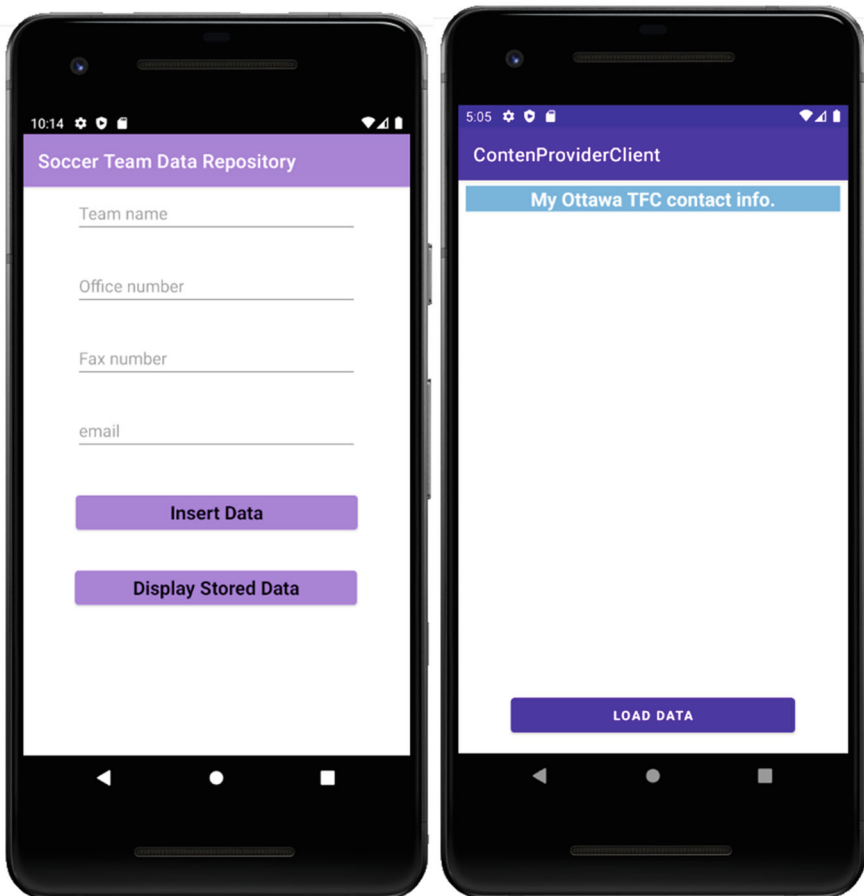 10:14
Soccer Team Data Repository
Team name
Office number
Fax number
email
Insert Data
Display Stored Data
5:05
ContenProviderClient
My Ottawa TFC contact info.
LOAD DATA